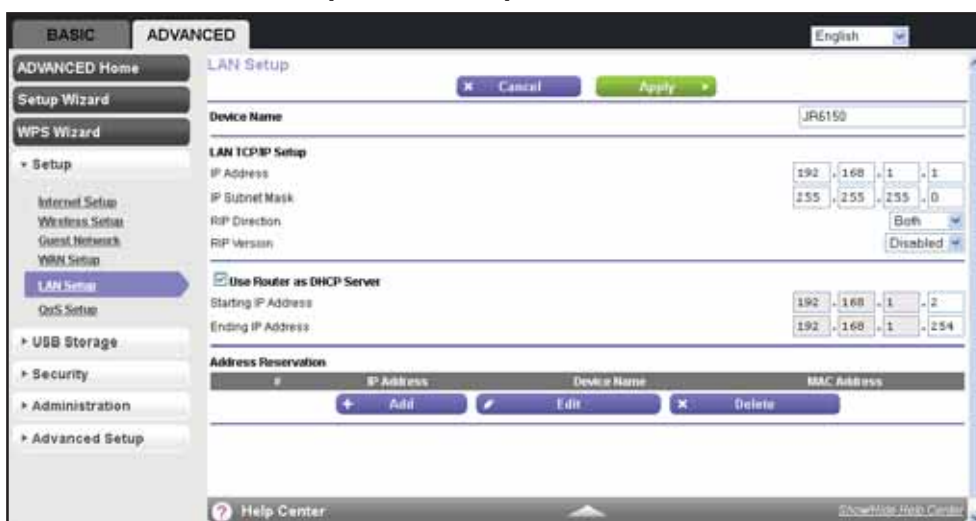 BASIC ADVANCED English
ADVANCED Home
Setup Wizard
WPS Wizard
Setup
Internet Setup
Wireless Setup
Guest Network
WAN Setup
LAN Setup
QoS Setup
USB Storage
Security
Administration
Advanced Setup
LAN Setup
Cancel Apply
Device Name JR6150
LAN TCP/IP Setup
IP Address 192 . 168 . 1 . 1
IP Subnet Mask 255 . 255 . 255 . 0
RIP Direction Both
RIP Version Disabled
Use Router as DHCP Server
Starting IP Address 192 . 168 . 1 . 2
Ending IP Address 192 . 168 . 1 . 254
Address Reservation
# IP Address Device Name MAC Address
Add Edit Delete
Help Center Show/Hide Help Center